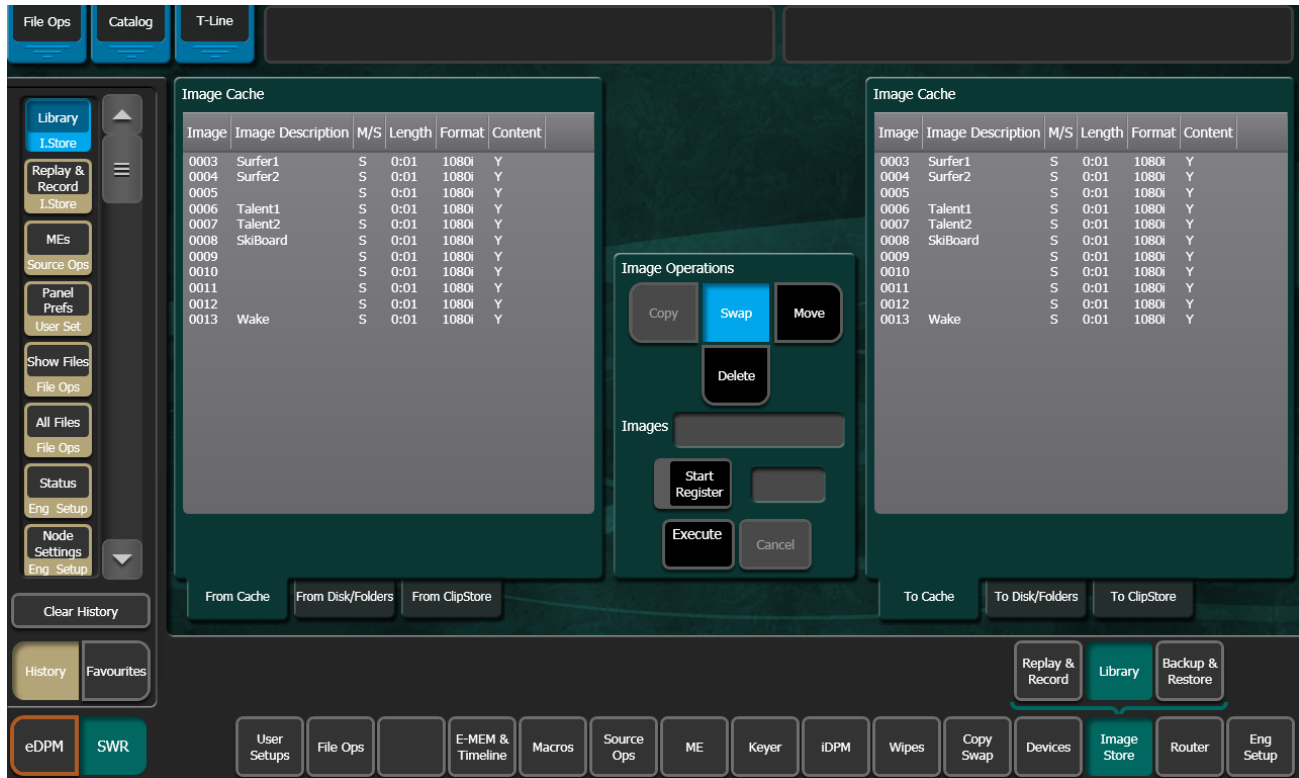 File Ops
Catalog
T-Line
Library
I.Store
Replay &
Record
I.Store
MEs
Source Ops
Panel
Prefs
User Set
Show Files
File Ops
All Files
File Ops
Status
Eng Setup
Node
Settings
Eng Setup
Clear History
History
Favourites
Image Cache
Image Image Description M/S Length Format Content
0003 Surfer1 S 0:01 1080i Y
0004 Surfer2 S 0:01 1080i Y
0005 S 0:01 1080i Y
0006 Talent1 S 0:01 1080i Y
0007 Talent2 S 0:01 1080i Y
0008 SkiBoard S 0:01 1080i Y
0009 S 0:01 1080i Y
0010 S 0:01 1080i Y
0011 S 0:01 1080i Y
0012 S 0:01 1080i Y
0013 Wake S 0:01 1080i Y
From Cache From Disk/Folders From ClipStore
Image Operations
Copy Swap Move
Delete
Images
Start
Register
Execute Cancel
Image Cache
Image Image Description M/S Length Format Content
0003 Surfer1 S 0:01 1080i Y
0004 Surfer2 S 0:01 1080i Y
0005 S 0:01 1080i Y
0006 Talent1 S 0:01 1080i Y
0007 Talent2 S 0:01 1080i Y
0008 SkiBoard S 0:01 1080i Y
0009 S 0:01 1080i Y
0010 S 0:01 1080i Y
0011 S 0:01 1080i Y
0012 S 0:01 1080i Y
0013 Wake S 0:01 1080i Y
To Cache To Disk/Folders To ClipStore
Replay &
Record
Library
Backup &
Restore
eDPM
SWR
User
Setups
File Ops
E-MEM &
Timeline
Macros
Source
Ops
ME
Keyer
iDPM
Wipes
Copy
Swap
Devices
Image
Store
Router
Eng
Setup